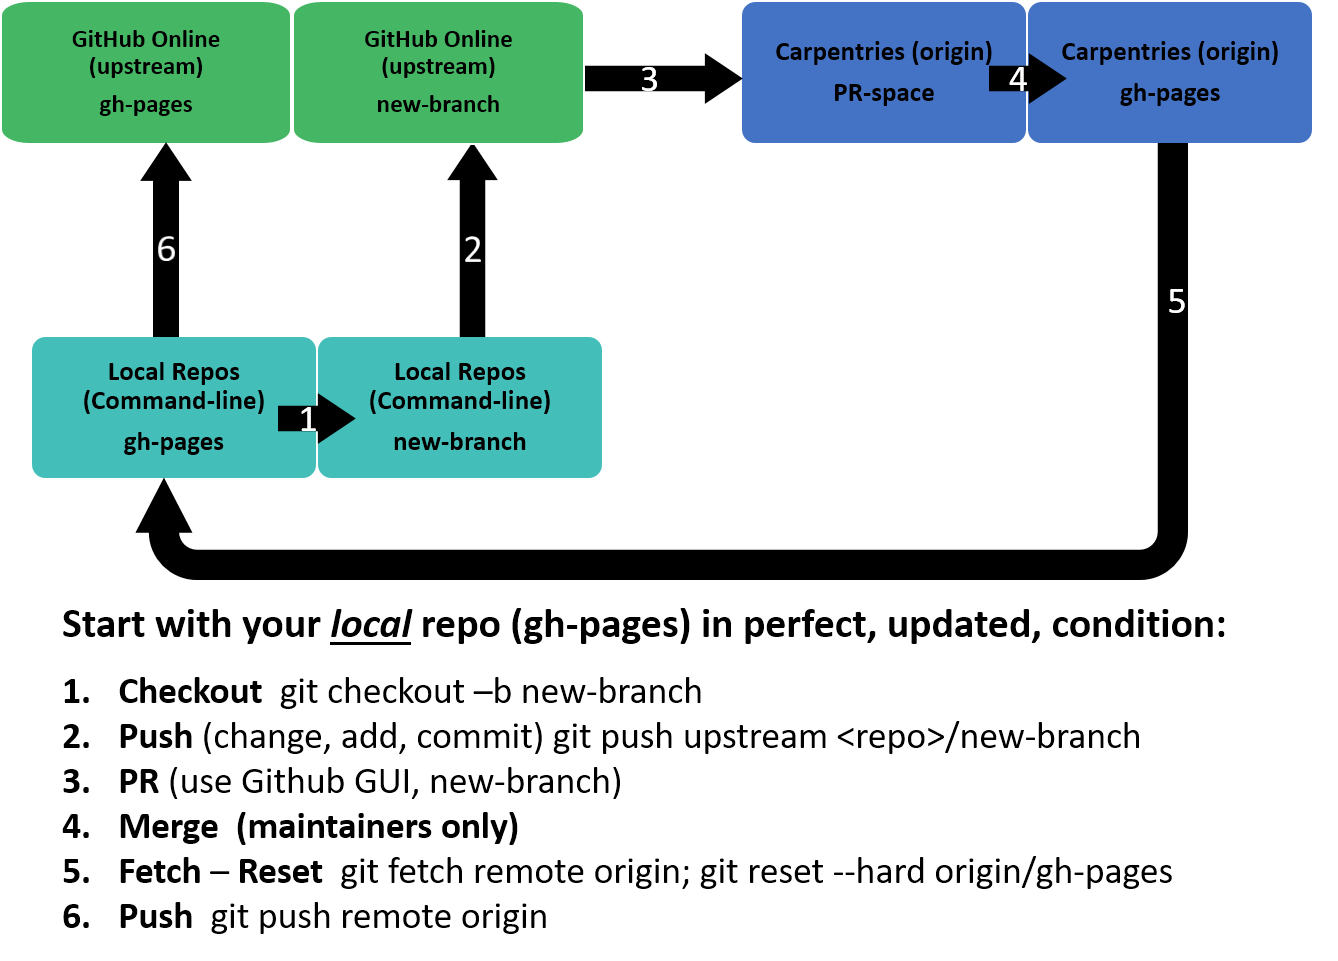 GitHub Online
(upstream)
gh-pages
GitHub Online
(upstream)
new-branch
3
Carpentries (origin)
PR-space
4
Carpentries (origin)
gh-pages
6
2
5
Local Repos
(Command-line)
gh-pages
1
Local Repos
(Command-line)
new-branch
Start with your local repo (gh-pages) in perfect, updated, condition:
1. Checkout git checkout –b new-branch
2. Push (change, add, commit) git push upstream <repo>/new-branch
3. PR (use Github GUI, new-branch)
4. Merge (maintainers only)
5. Fetch – Reset git fetch remote origin; git reset --hard origin/gh-pages
6. Push git push remote origin